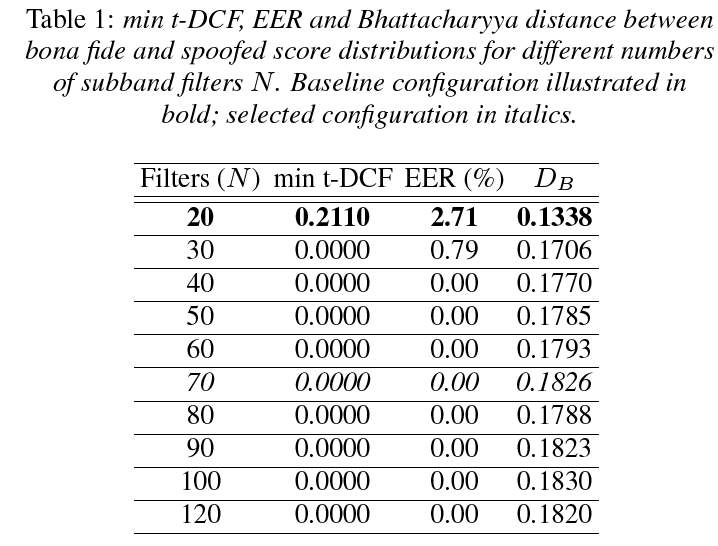 Table 1: min t-DCF, EER and Bhattacharyya distance between
bona fide and spoofed score distributions for different numbers
of subband filters N. Baseline configuration illustrated in
bold; selected configuration in italics.
Filters (N) min t-DCF EER (%) D_B
20 0.2110 2.71 0.1338
30 0.0000 0.79 0.1706
40 0.0000 0.00 0.1770
50 0.0000 0.00 0.1785
60 0.0000 0.00 0.1793
70 0.0000 0.00 0.1826
80 0.0000 0.00 0.1788
90 0.0000 0.00 0.1823
100 0.0000 0.00 0.1830
120 0.0000 0.00 0.1820